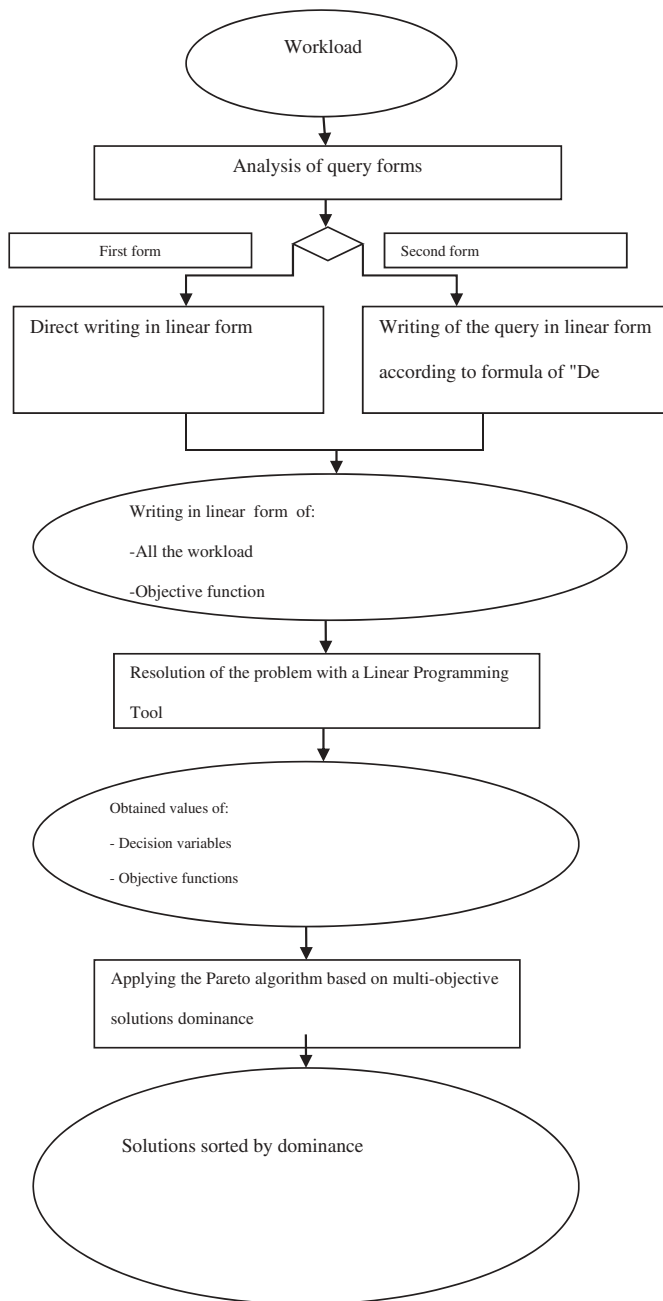 Workload
Analysis of query forms
First form
Second form
Direct writing in linear form
Writing of the query in linear form
according to formula of "De
Writing in linear form of:
-All the workload
-Objective function
Resolution of the problem with a Linear Programming
Tool
Obtained values of:
- Decision variables
- Objective functions
Applying the Pareto algorithm based on multi-objective
solutions dominance
Solutions sorted by dominance